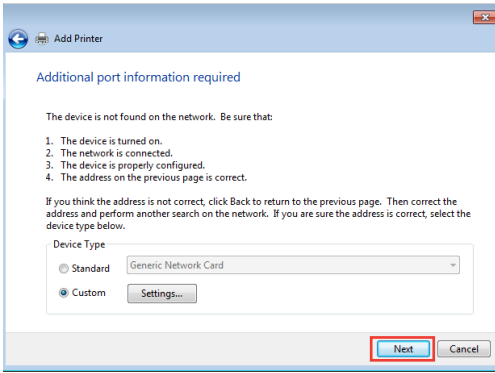 Add Printer
Additional port information required
The device is not found on the network.  Be sure that:
1.  The device is turned on.
2.  The network is connected.
3.  The device is properly configured.
4.  The address on the previous page is correct.
If you think the address is not correct, click Back to return to the previous page.  Then correct the
address and perform another search on the network.  If you are sure the address is correct, select the
device type below.
Device Type
Standard
Generic Network Card
Custom
Settings...
Next
Cancel